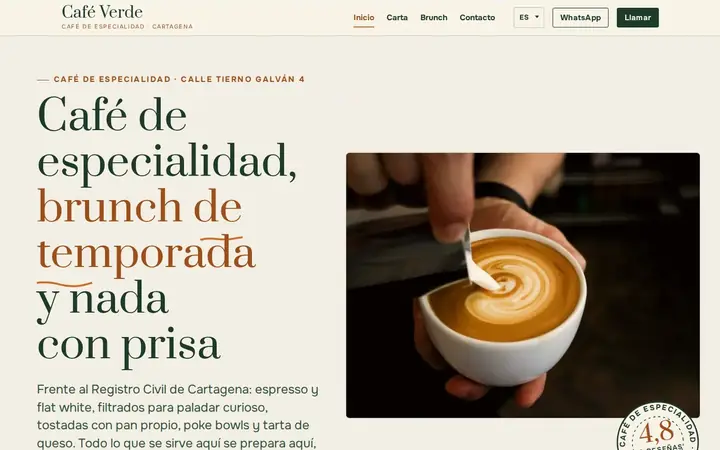 Café Verde
CAFÉ DE ESPECIALIDAD · CARTAGENA
Inicio
Carta
Brunch
Contacto
ES
WhatsApp
Llamar
CAFÉ DE ESPECIALIDAD · CALLE TIERNO GALVÁN 4
Café de
especialidad,
brunch de
temporada
y nada
con prisa
Frente al Registro Civil de Cartagena: espresso y
flat white, filtrados para paladar curioso,
tostadas con pan propio, poke bowls y tarta de
queso. Todo lo que se sirve aquí se prepara aquí,
CAFÉ DE ESPECIALIDAD ·
4,8
RESEÑAS